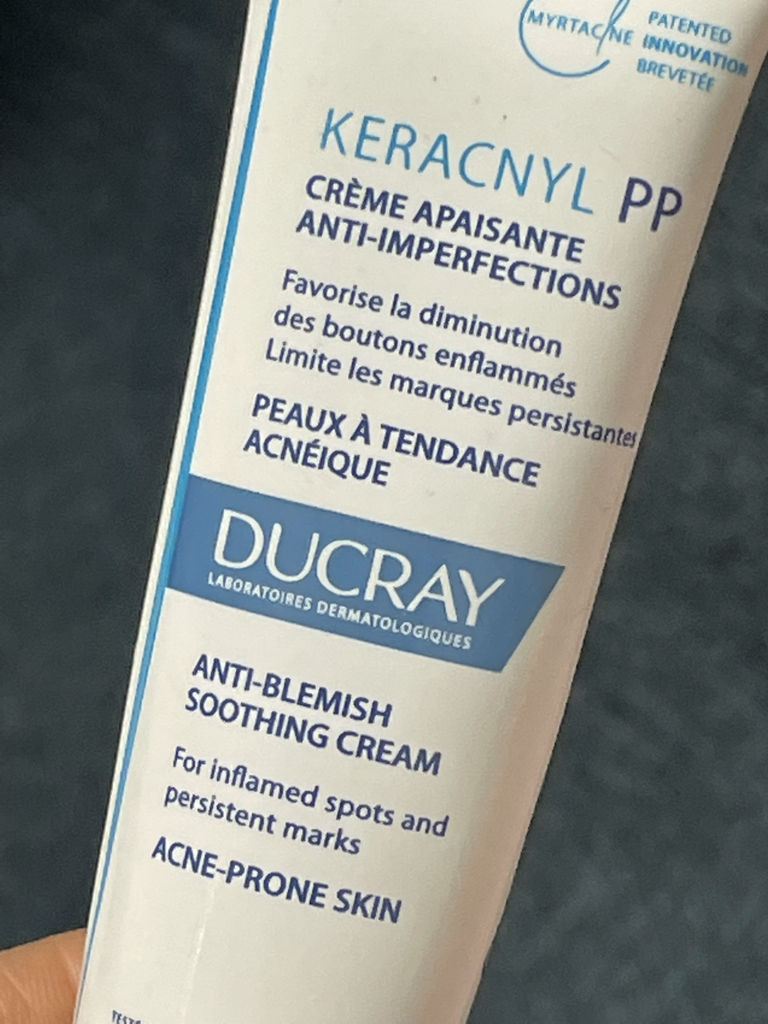 MYRTACINE
PATENTED
INNOVATION
BREVETÉE
KERACNYL PP
CRÈME APAISANTE
ANTI-IMPERFECTIONS
Favorise la diminution
des boutons enflammés
Limite les marques persistantes
PEAUX À TENDANCE
ACNÉIQUE
DUCRAY
LABORATOIRES DERMATOLOGIQUES
ANTI-BLEMISH
SOOTHING CREAM
For inflamed spots and
persistent marks
ACNE-PRONE SKIN